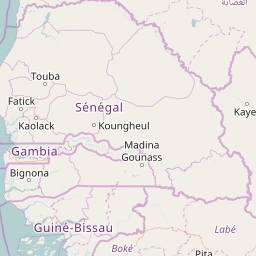 العصابة
Touba
Fatick
Sénégal
Kaolack
Koungheul
Kaye
Gambia
Madina
Gounass
Bignona
Guiné-Bissau
Labé
Boké
Pita